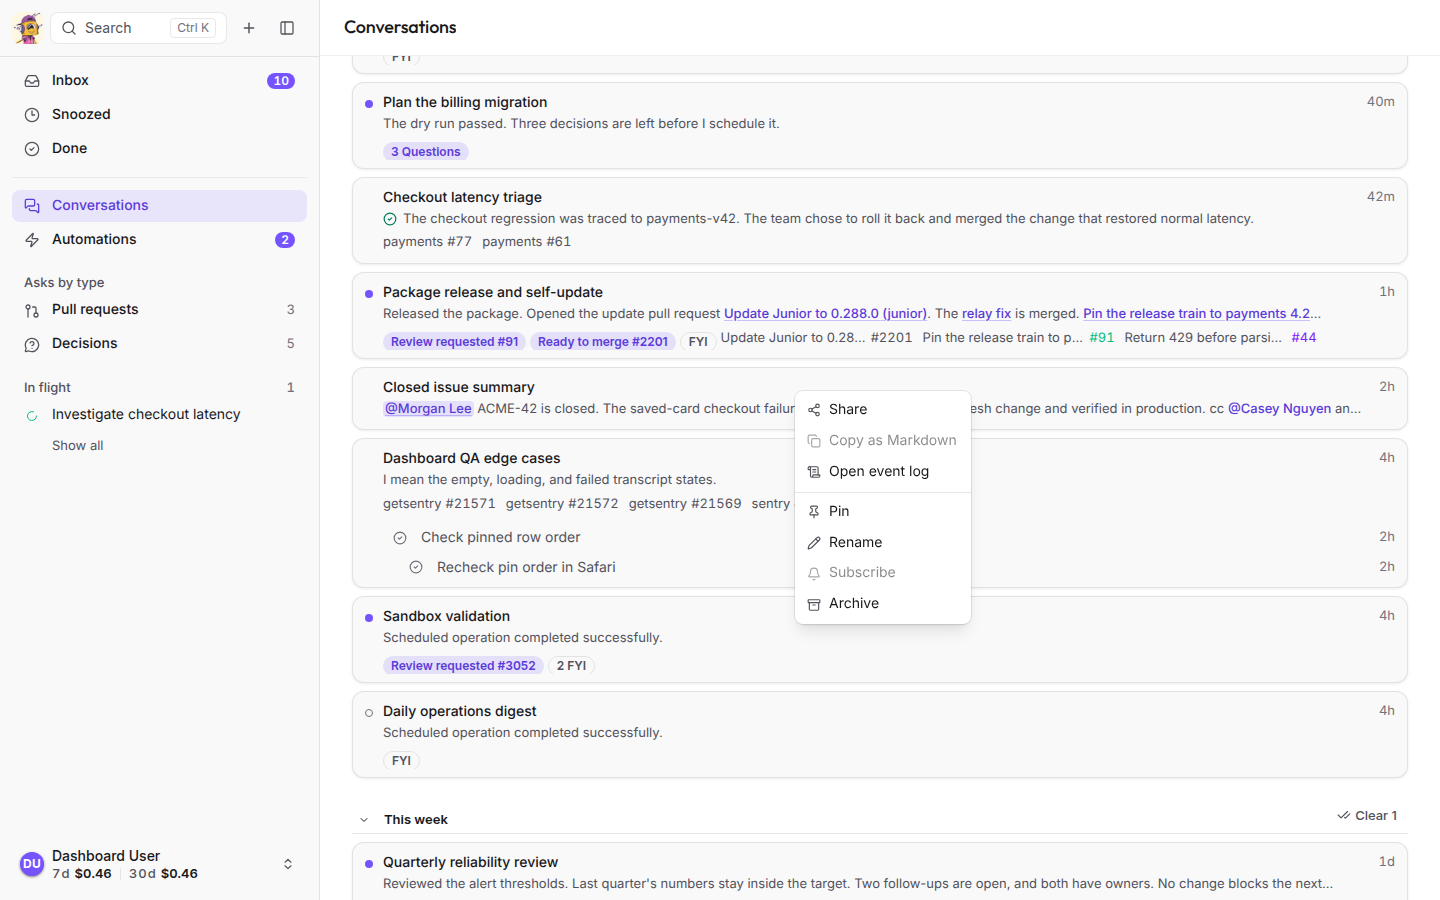 Search
Ctrl K
Inbox
10
Snoozed
Done
Conversations
Automations
2
Asks by type
Pull requests
3
Decisions
5
In flight
1
Investigate checkout latency
Show all
DU
Dashboard User
7d $0.46
30d $0.46
Conversations
FYI
Plan the billing migration
40m
The dry run passed. Three decisions are left before I schedule it.
3 Questions
Checkout latency triage
42m
The checkout regression was traced to payments-v42. The team chose to roll it back and merged the change that restored normal latency.
payments #77 payments #61
Package release and self-update
1h
Released the package. Opened the update pull request Update Junior to 0.288.0 (junior). The relay fix is merged. Pin the release train to payments 4.2...
Review requested #91 Ready to merge #2201 FYI Update Junior to 0.28... #2201 Pin the release train to p... #91 Return 429 before parsi... #44
Closed issue summary
2h
@Morgan Lee ACME-42 is closed. The saved-card checkout failur
esh change and verified in production. cc @Casey Nguyen an...
Dashboard QA edge cases
4h
I mean the empty, loading, and failed transcript states.
getsentry #21571 getsentry #21572 getsentry #21569 sentry
Check pinned row order
2h
Recheck pin order in Safari
2h
Share
Copy as Markdown
Open event log
Pin
Rename
Subscribe
Archive
Sandbox validation
4h
Scheduled operation completed successfully.
Review requested #3052 2 FYI
Daily operations digest
4h
Scheduled operation completed successfully.
FYI
This week
Clear 1
Quarterly reliability review
1d
Reviewed the alert thresholds. Last quarter's numbers stay inside the target. Two follow-ups are open, and both have owners. No change blocks the next...